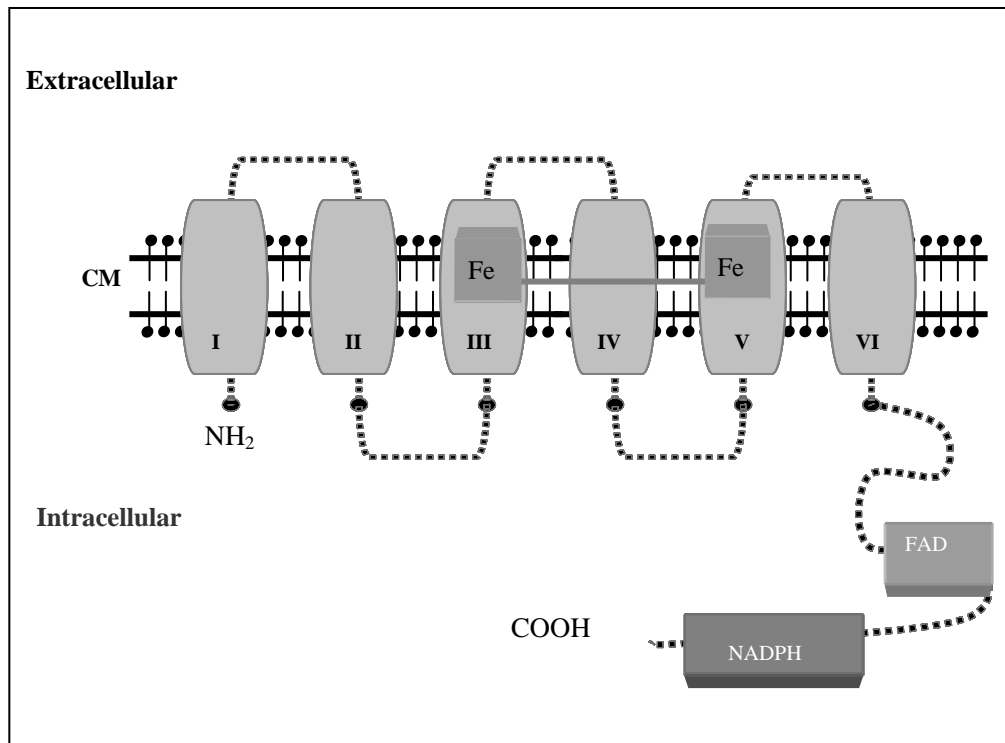 Extracellular
Fe
Fe
CM
I
II
III
IV
V
VI
NH₂
Intracellular
FAD
COOH
NADPH